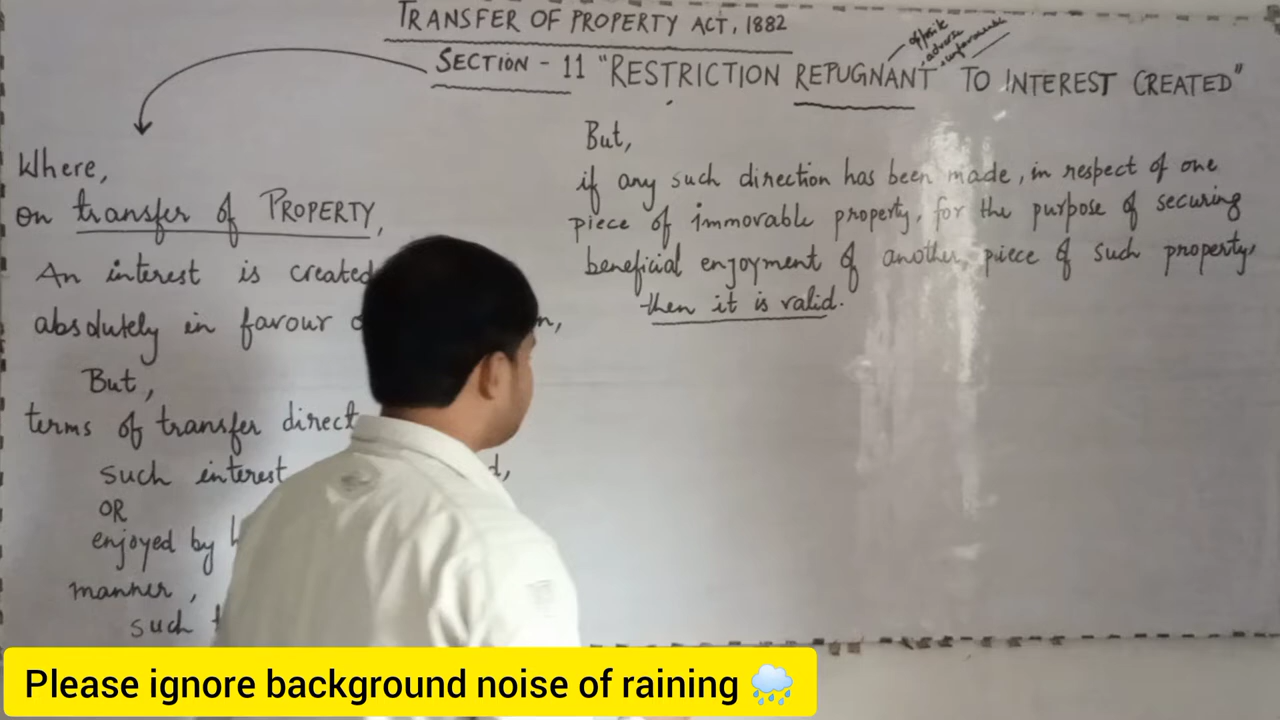 TRANSFER OF PROPERTY ACT, 1882
SECTION - 11 "RESTRICTION REPUGNANT TO INTEREST CREATED"
opposite
adverse
Where,
on transfer of PROPERTY,
An interest is created
absolutely in favour
But,
terms of transfer direct
such interest
OR
enjoyed by
manner,
such
But,
if any such direction has been made, in respect of one
piece of immovable property, for the purpose of securing
beneficial enjoyment of another piece of such property,
then it is valid.
Please ignore background noise of raining 🌧️